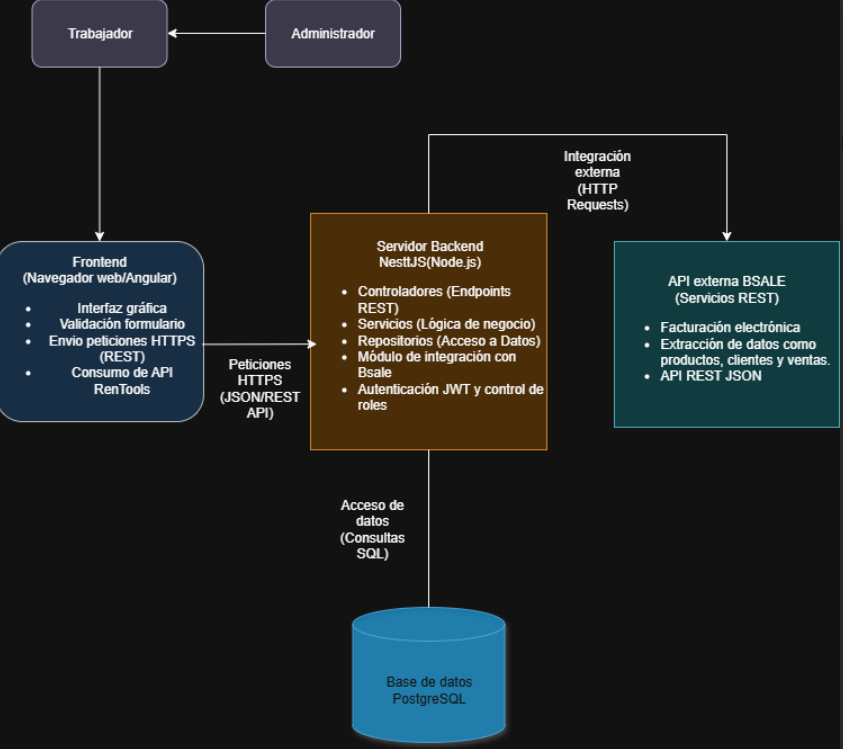 Trabajador
Administrador
Integración
externa
(HTTP
Requests)
Frontend
(Navegador web/Angular)
• Interfaz gráfica
• Validación formulario
• Envio peticiones HTTPS
(REST)
• Consumo de API
RenTools
Peticiones
HTTPS
(JSON/REST
API)
Servidor Backend
NesttJS(Node.js)
• Controladores (Endpoints
REST)
• Servicios (Lógica de negocio)
• Repositorios (Acceso a Datos)
• Módulo de integración con
Bsale
• Autenticación JWT y control de
roles
API externa BSALE
(Servicios REST)
• Facturación electrónica
• Extracción de datos como
productos, clientes y ventas.
• API REST JSON
Acceso de
datos
(Consultas
SQL)
Base de datos
PostgreSQL